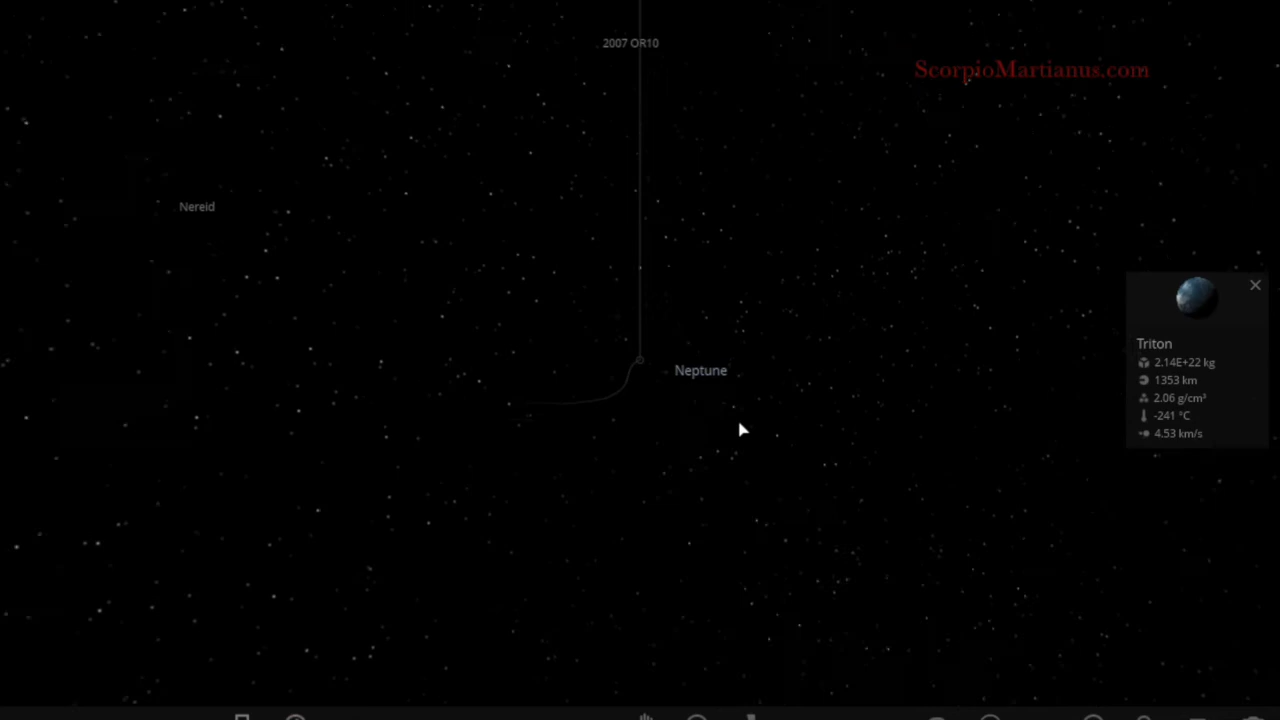 2007 OR10
ScorpioMartianus.com
Nereid
Neptune
Triton
2.14E+22 kg
1353 km
2.06 g/cm³
-241 °C
4.53 km/s